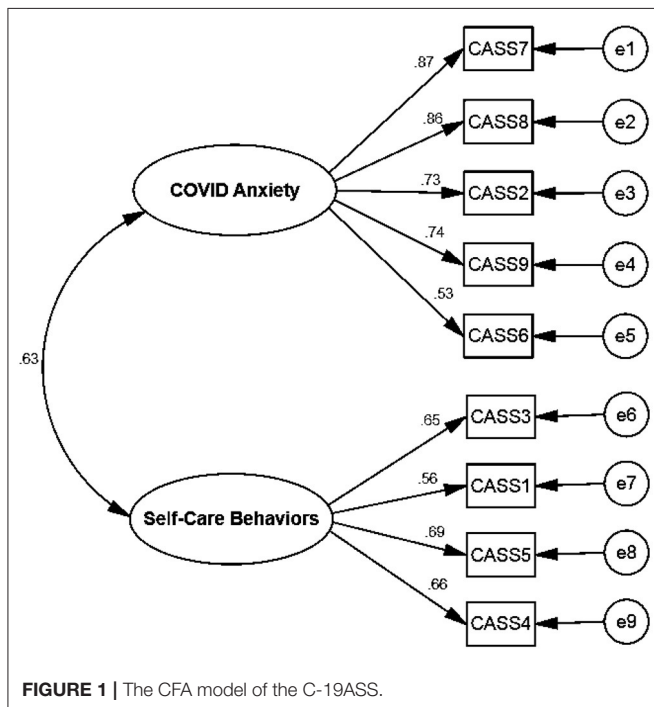 CASS7
e1
.87
CASS8
e2
.86
COVID Anxiety
.73
CASS2
e3
.74
CASS9
e4
.53
CASS6
e5
.63
CASS3
e6
.65
CASS1
e7
.56
Self-Care Behaviors
.69
CASS5
e8
.66
CASS4
e9
FIGURE 1 | The CFA model of the C-19ASS.